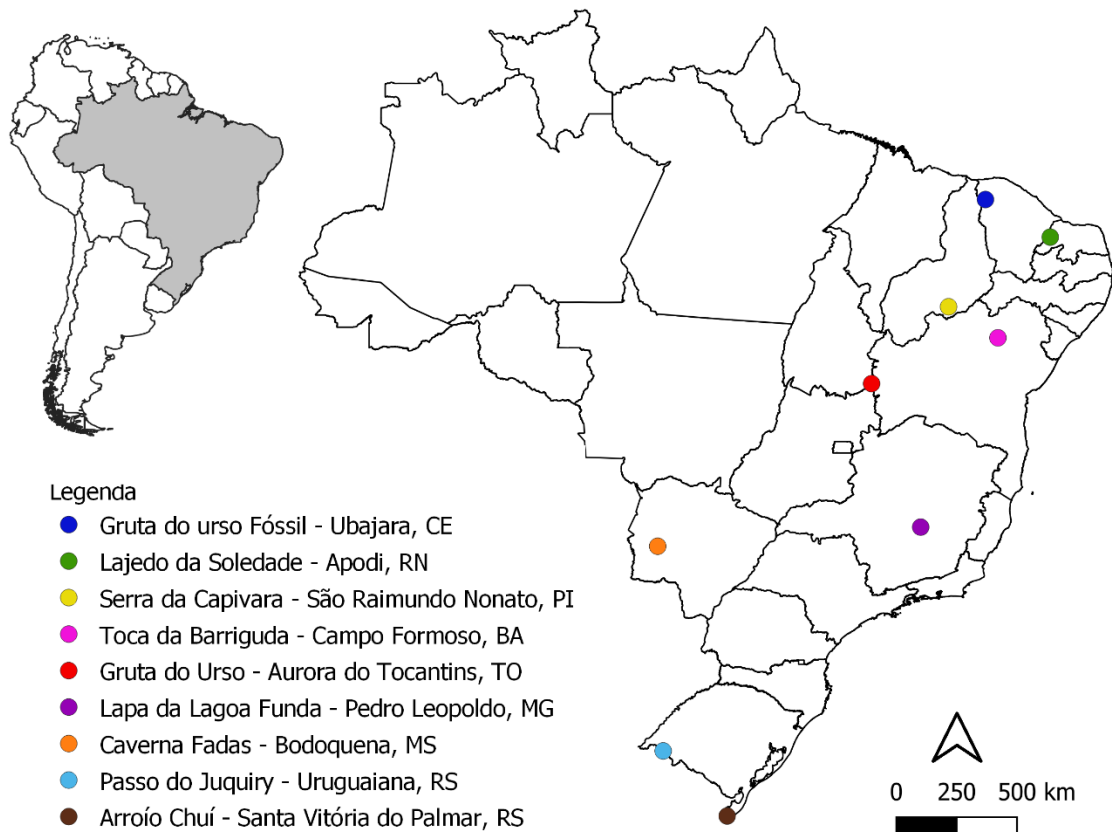 Legenda
Gruta do urso Fóssil - Ubajara, CE
Lajedo da Soledade - Apodi, RN
Serra da Capivara - São Raimundo Nonato, PI
Toca da Barriguda - Campo Formoso, BA
Gruta do Urso - Aurora do Tocantins, TO
Lapa da Lagoa Funda - Pedro Leopoldo, MG
Caverna Fadas - Bodoquena, MS
Passo do Juquiry - Uruguaiana, RS
Arroío Chuí - Santa Vitória do Palmar, RS
0 250 500 km